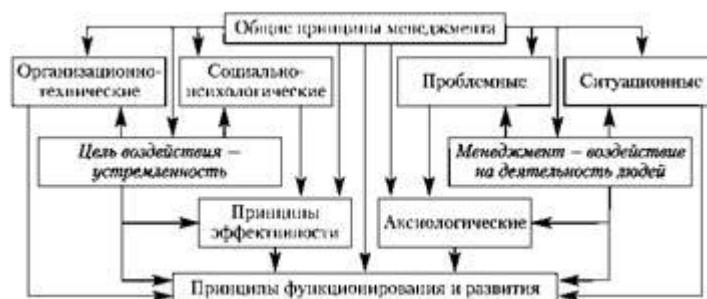 Общие принципы менеджмента
Организационно-
технические
Социально-
психологические
Проблемные
Ситуационные
Цель воздействия –
устремленность
Менеджмент – воздействие
на деятельность людей
Принципы
эффективности
Аксиологические
Принципы функционирования и развития